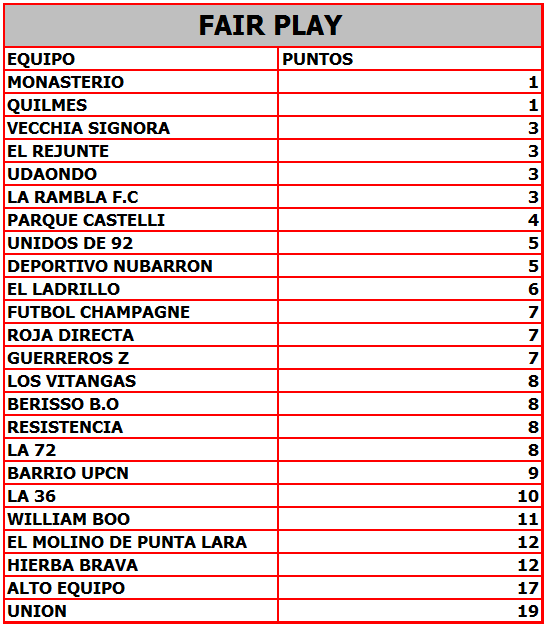 FAIR PLAY
EQUIPO PUNTOS
MONASTERIO 1
QUILMES 1
VECCHIA SIGNORA 3
EL REJUNTE 3
UDAONDO 3
LA RAMBLA F.C 3
PARQUE CASTELLI 4
UNIDOS DE 92 5
DEPORTIVO NUBARRON 5
EL LADRILLO 6
FUTBOL CHAMPAGNE 7
ROJA DIRECTA 7
GUERREROS Z 7
LOS VITANGAS 8
BERISSO B.O 8
RESISTENCIA 8
LA 72 8
BARRIO UPCN 9
LA 36 10
WILLIAM BOO 11
EL MOLINO DE PUNTA LARA 12
HIERBA BRAVA 12
ALTO EQUIPO 17
UNION 19